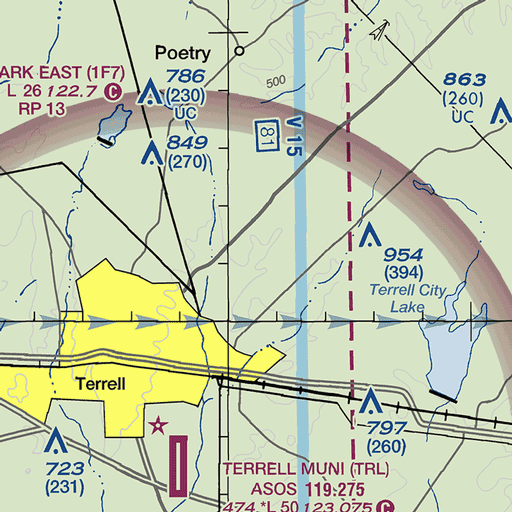 Poetry
ARK EAST (1F7)
L 26 122.7 C
RP 13
786
(230)
UC
500
863
(260)
UC
849
(270)
81
V 15
954
(394)
Terrell City
Lake
Terrell
797
(260)
723
(231)
TERRELL MUNI (TRL)
ASOS 119.275
474 *L 50 123.075 C